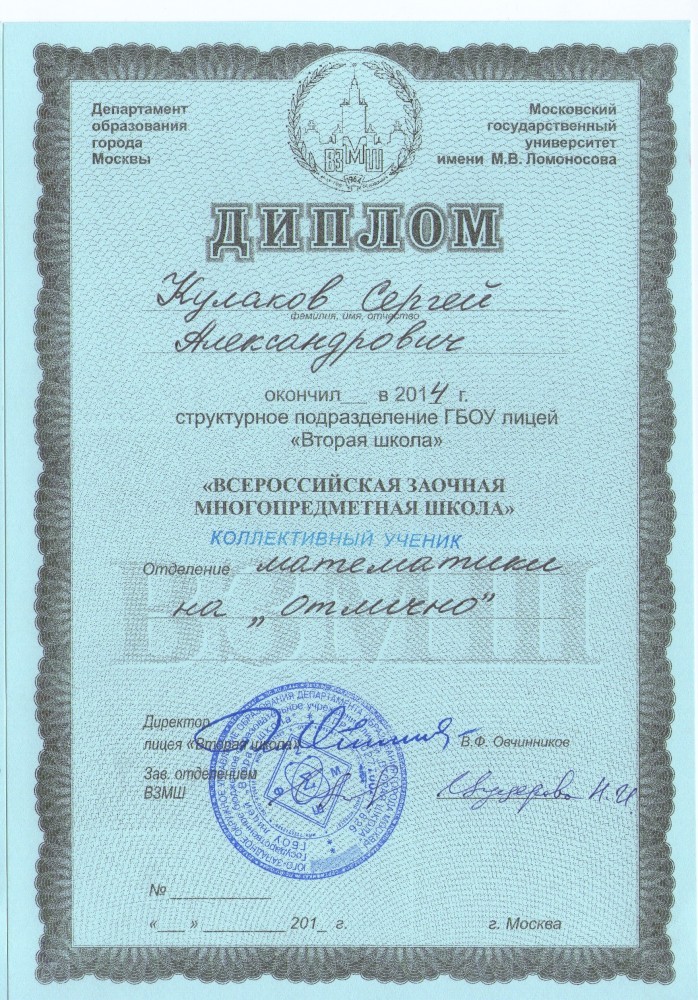 Департамент
образования
города
Москвы
Московский
государственный
университет
имени М.В. Ломоносова
ВЗМШ
ДИПЛОМ
Кулаков Сергей
фамилия, имя, отчество
Александрович
окончил___ в 2014 г.
структурное подразделение ГБОУ лицей
«Вторая школа»
«ВСЕРОССИЙСКАЯ ЗАОЧНАЯ
МНОГОПРЕДМЕТНАЯ ШКОЛА»
КОЛЛЕКТИВНЫЙ УЧЕНИК
Отделение математики
на „отлично”
ВЗМШ
Директор
лицея «Вторая школа»
В.Ф. Овчинников
Зав. отделением
ВЗМШ
№ ___________
«___» _________ 201_ г.
г. Москва